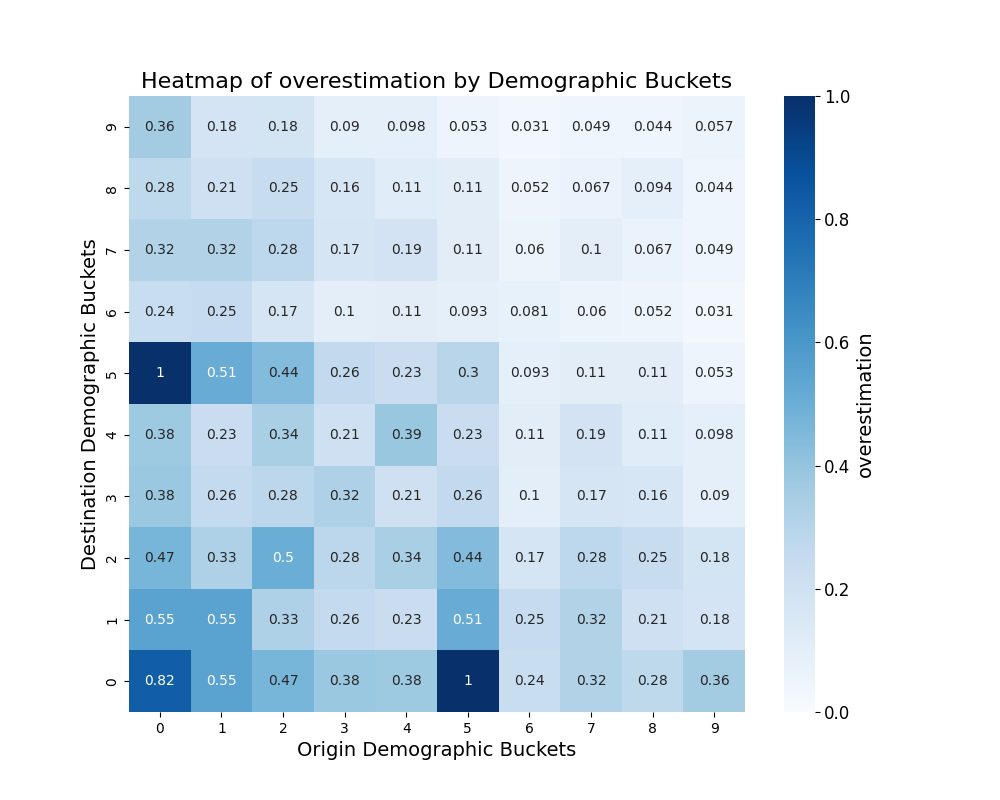 Heatmap of overestimation by Demographic Buckets
Destination Demographic Buckets
9 0.36 0.18 0.18 0.09 0.098 0.053 0.031 0.049 0.044 0.057
8 0.28 0.21 0.25 0.16 0.11 0.11 0.052 0.067 0.094 0.044
7 0.32 0.32 0.28 0.17 0.19 0.11 0.06 0.1 0.067 0.049
6 0.24 0.25 0.17 0.1 0.11 0.093 0.081 0.06 0.052 0.031
5 1 0.51 0.44 0.26 0.23 0.3 0.093 0.11 0.11 0.053
4 0.38 0.23 0.34 0.21 0.39 0.23 0.11 0.19 0.11 0.098
3 0.38 0.26 0.28 0.32 0.21 0.26 0.1 0.17 0.16 0.09
2 0.47 0.33 0.5 0.28 0.34 0.44 0.17 0.28 0.25 0.18
1 0.55 0.55 0.33 0.26 0.23 0.51 0.25 0.32 0.21 0.18
0 0.82 0.55 0.47 0.38 0.38 1 0.24 0.32 0.28 0.36
0 1 2 3 4 5 6 7 8 9
Origin Demographic Buckets
1.0
0.8
0.6
0.4
0.2
0.0
overestimation